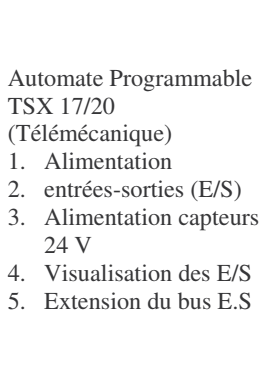 Automate Programmable
TSX 17/20
(Télémécanique)
1. Alimentation
2. entrées-sorties (E/S)
3. Alimentation capteurs
24 V
4. Visualisation des E/S
5. Extension du bus E.S